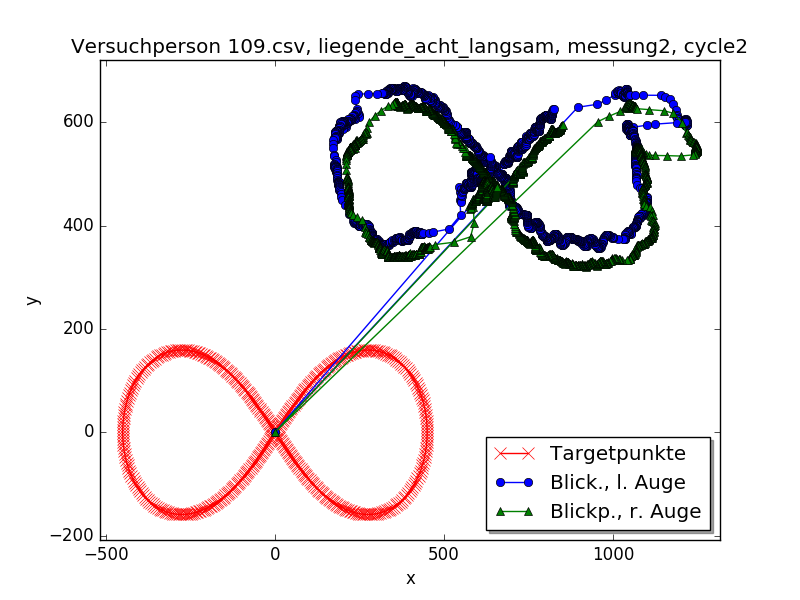 Versuchperson 109.csv, liegende_acht_langsam, messung2, cycle2
y
600
400
200
0
−200
−500
0
500
1000
x
Targetpunkte
Blick., l. Auge
Blickp., r. Auge